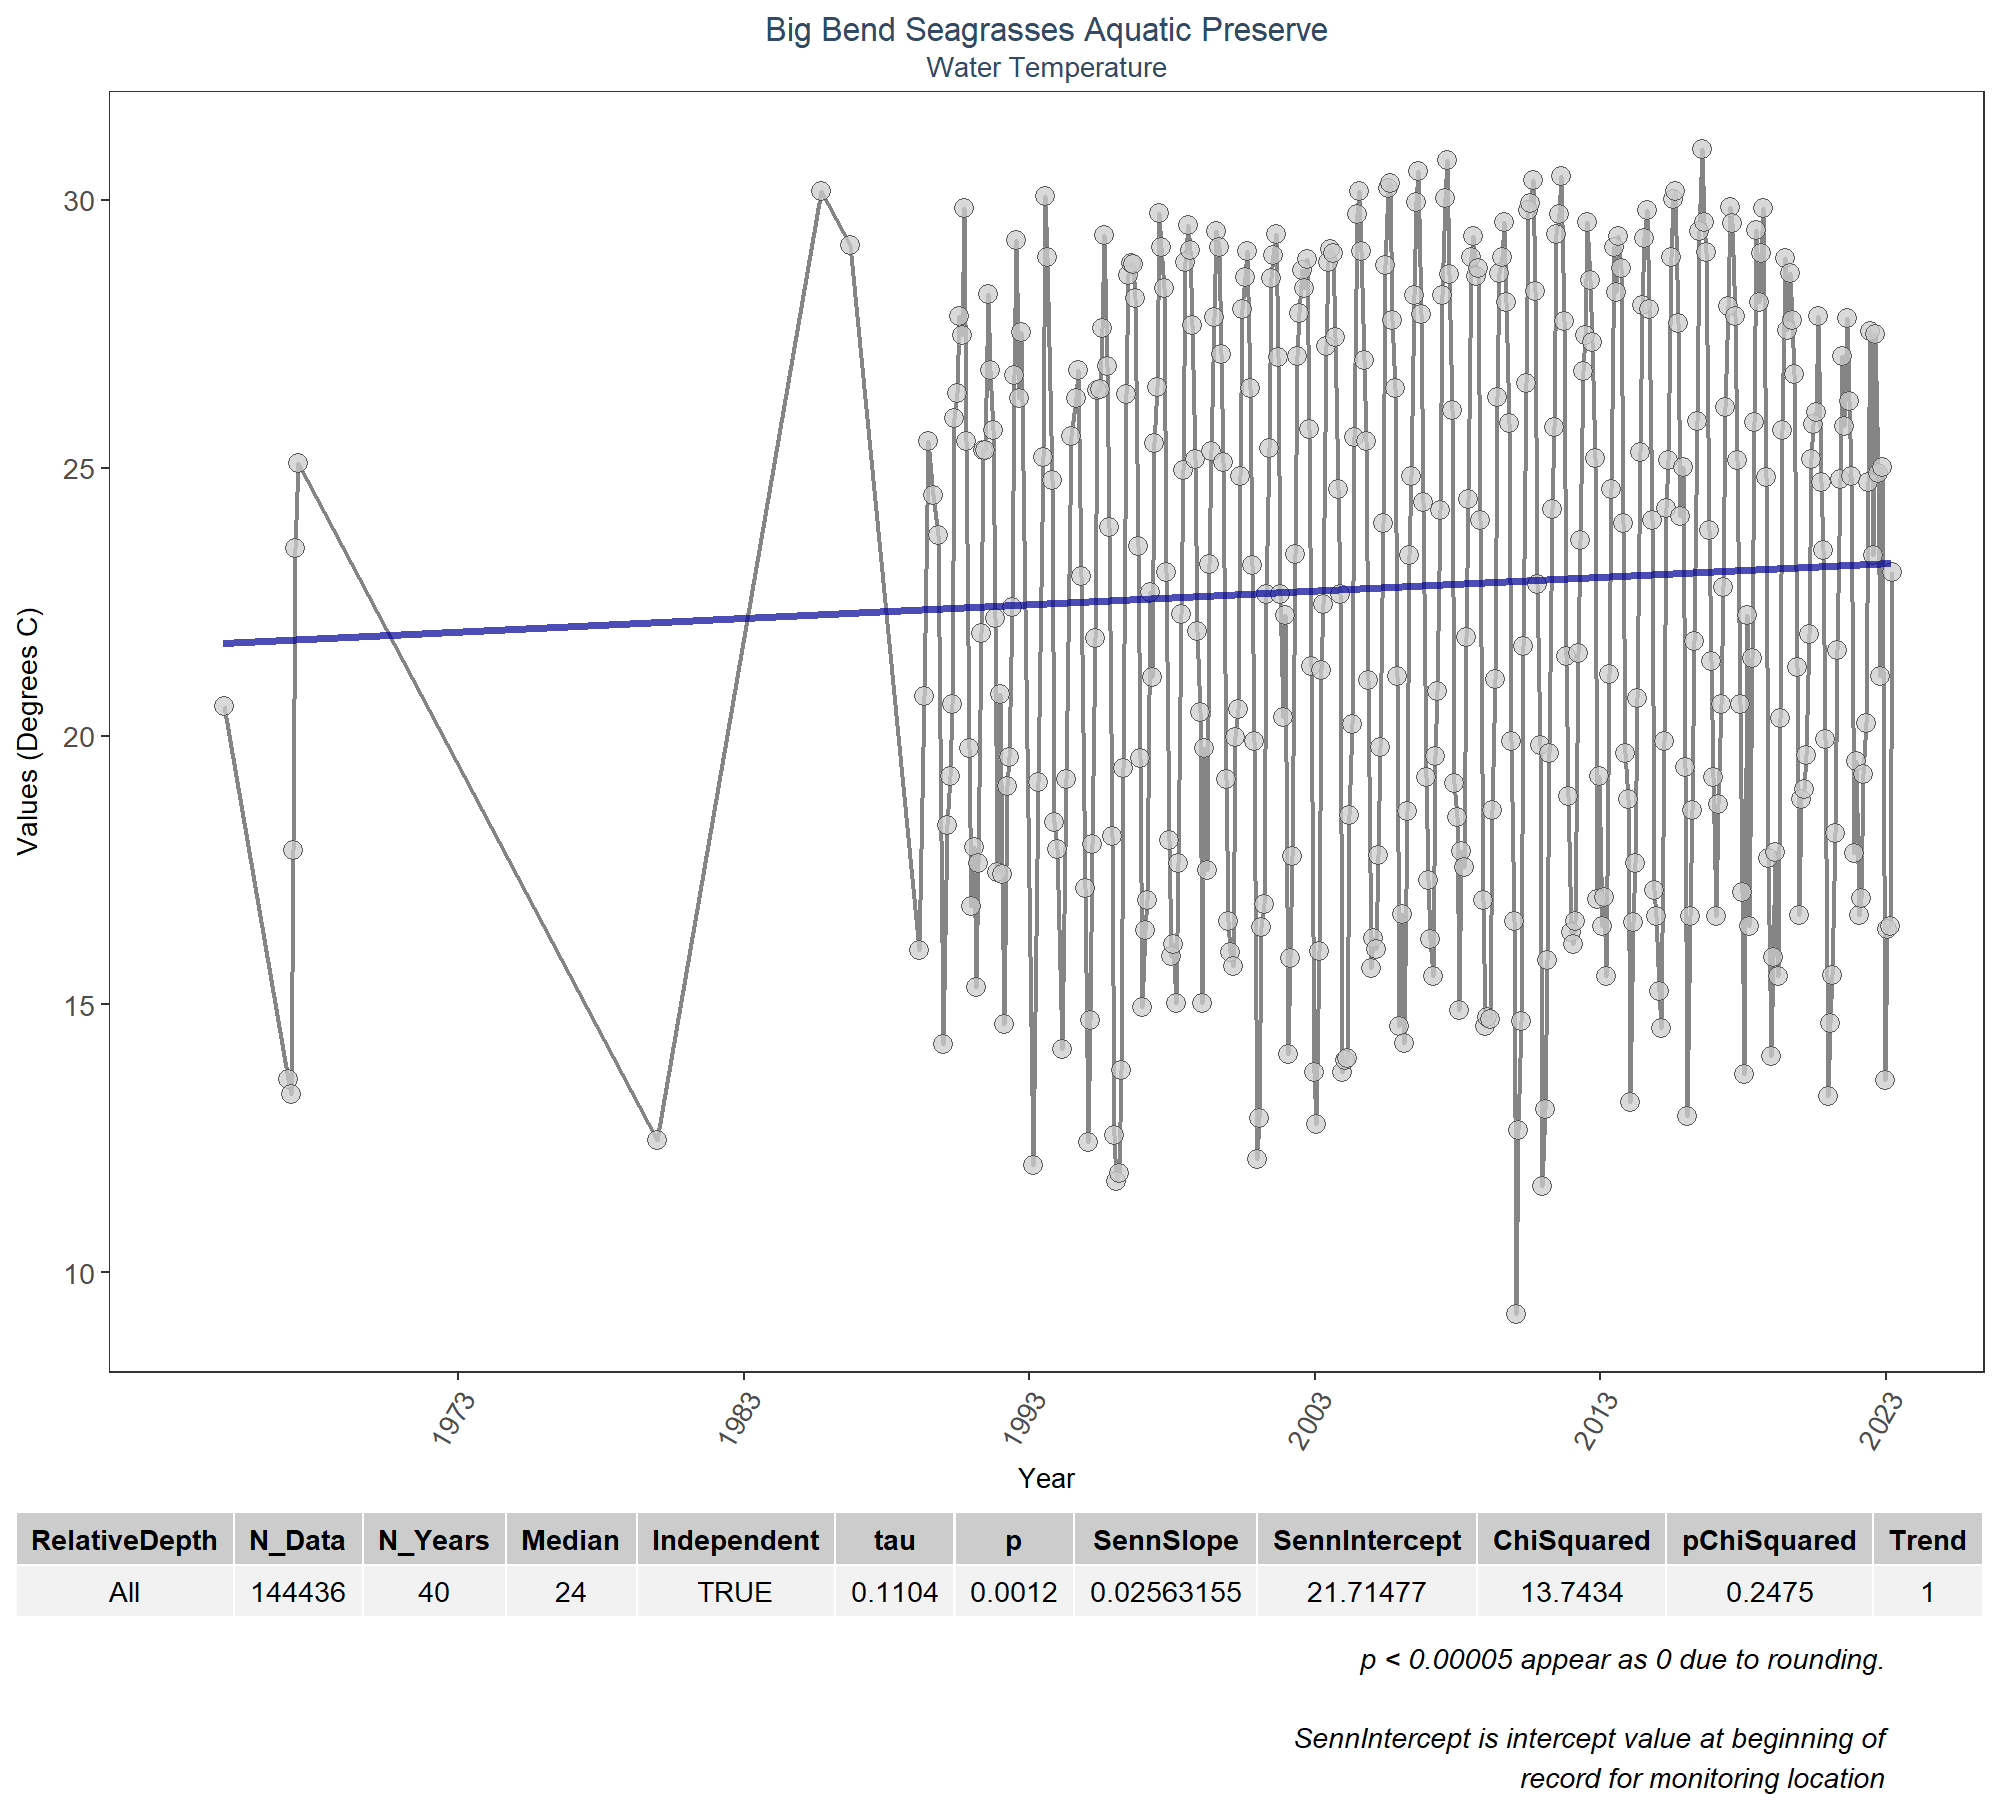 Big Bend Seagrasses Aquatic Preserve
Water Temperature
Values (Degrees C)
30
25
20
15
10
1973
1983
1993
2003
2013
2023
Year
RelativeDepth N_Data N_Years Median Independent tau p SennSlope SennIntercept ChiSquared pChiSquared Trend
All 144436 40 24 TRUE 0.1104 0.0012 0.02563155 21.71477 13.7434 0.2475 1
p < 0.00005 appear as 0 due to rounding.
SennIntercept is intercept value at beginning of
record for monitoring location